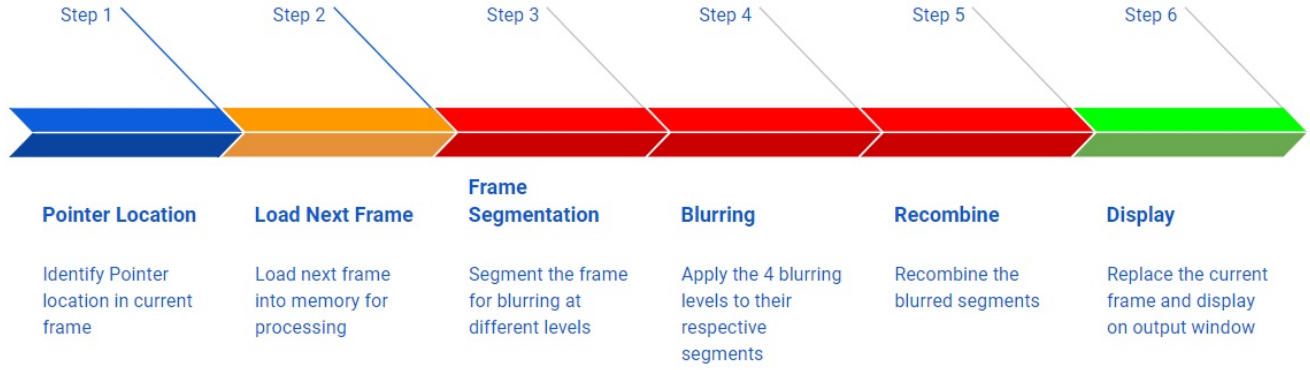 Step 1
Step 2
Step 3
Step 4
Step 5
Step 6
Pointer Location
Identify Pointer
location in current
frame
Load Next Frame
Load next frame
into memory for
processing
Frame
Segmentation
Segment the frame
for blurring at
different levels
Blurring
Apply the 4 blurring
levels to their
respective
segments
Recombine
Recombine the
blurred segments
Display
Replace the current
frame and display
on output window